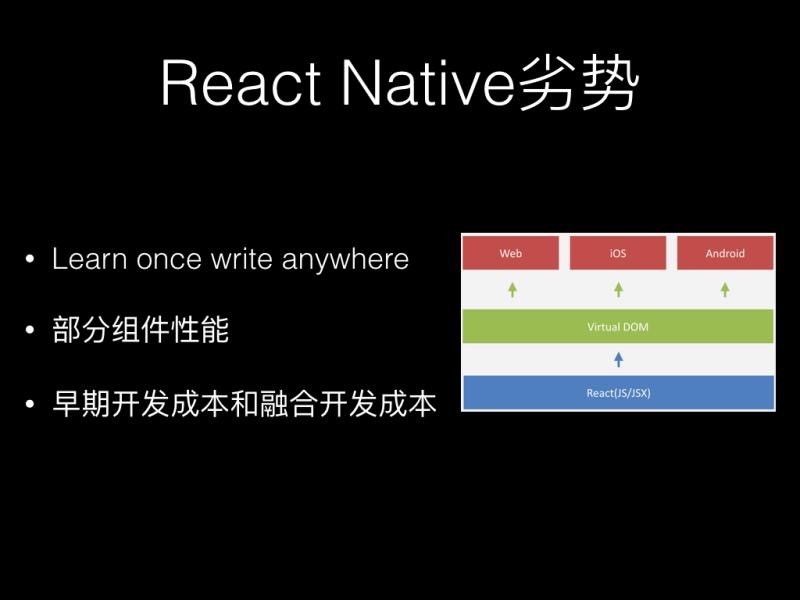 React Native劣势
• Learn once write anywhere
• 部分组件性能
• 早期开发成本和融合开发成本
Web
iOS
Android
Virtual DOM
React(JS/JSX)